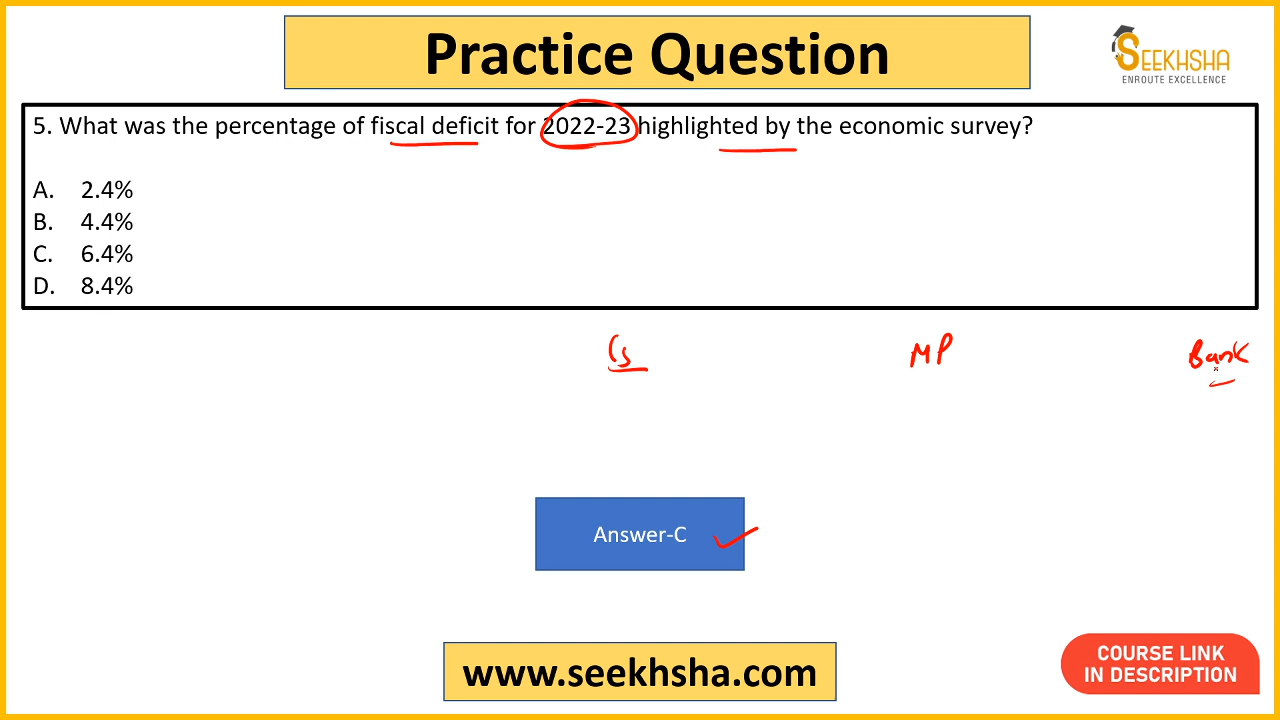 Practice Question
SEEKHSHA
ENROUTE EXCELLENCE
5. What was the percentage of fiscal deficit for 2022-23 highlighted by the economic survey?
A. 2.4%
B. 4.4%
C. 6.4%
D. 8.4%
Cs MP Bank
Answer-C
www.seekhsha.com
COURSE LINK
IN DESCRIPTION